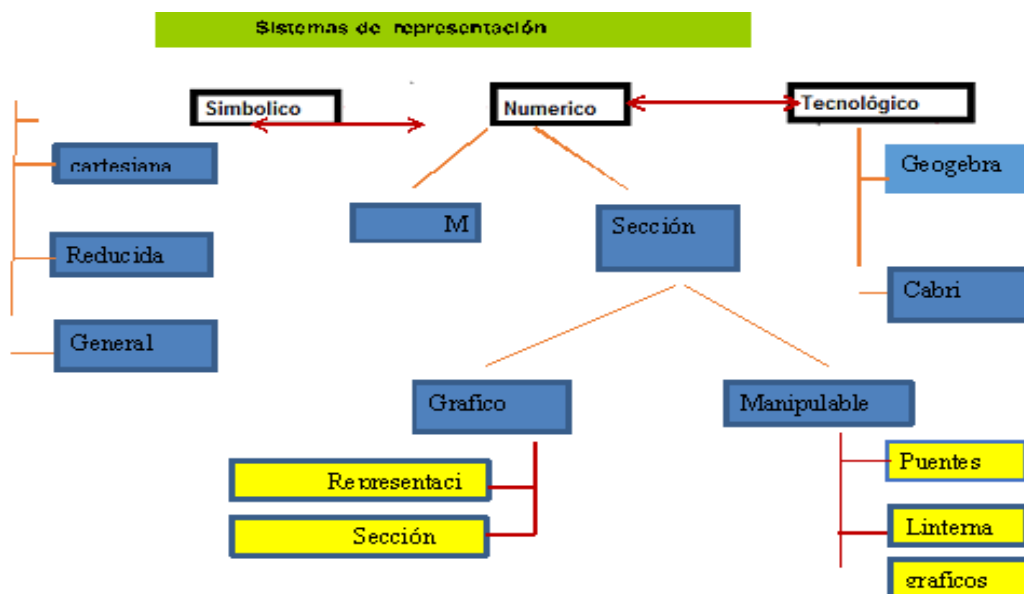 Sistemas de representación
Simbolico
Numerico
Tecnológico
cartesiana
Geogebra
M
Sección
Reducida
Cabri
General
Grafico
Manipulable
Representaci
Puentes
Sección
Linterna
graficos